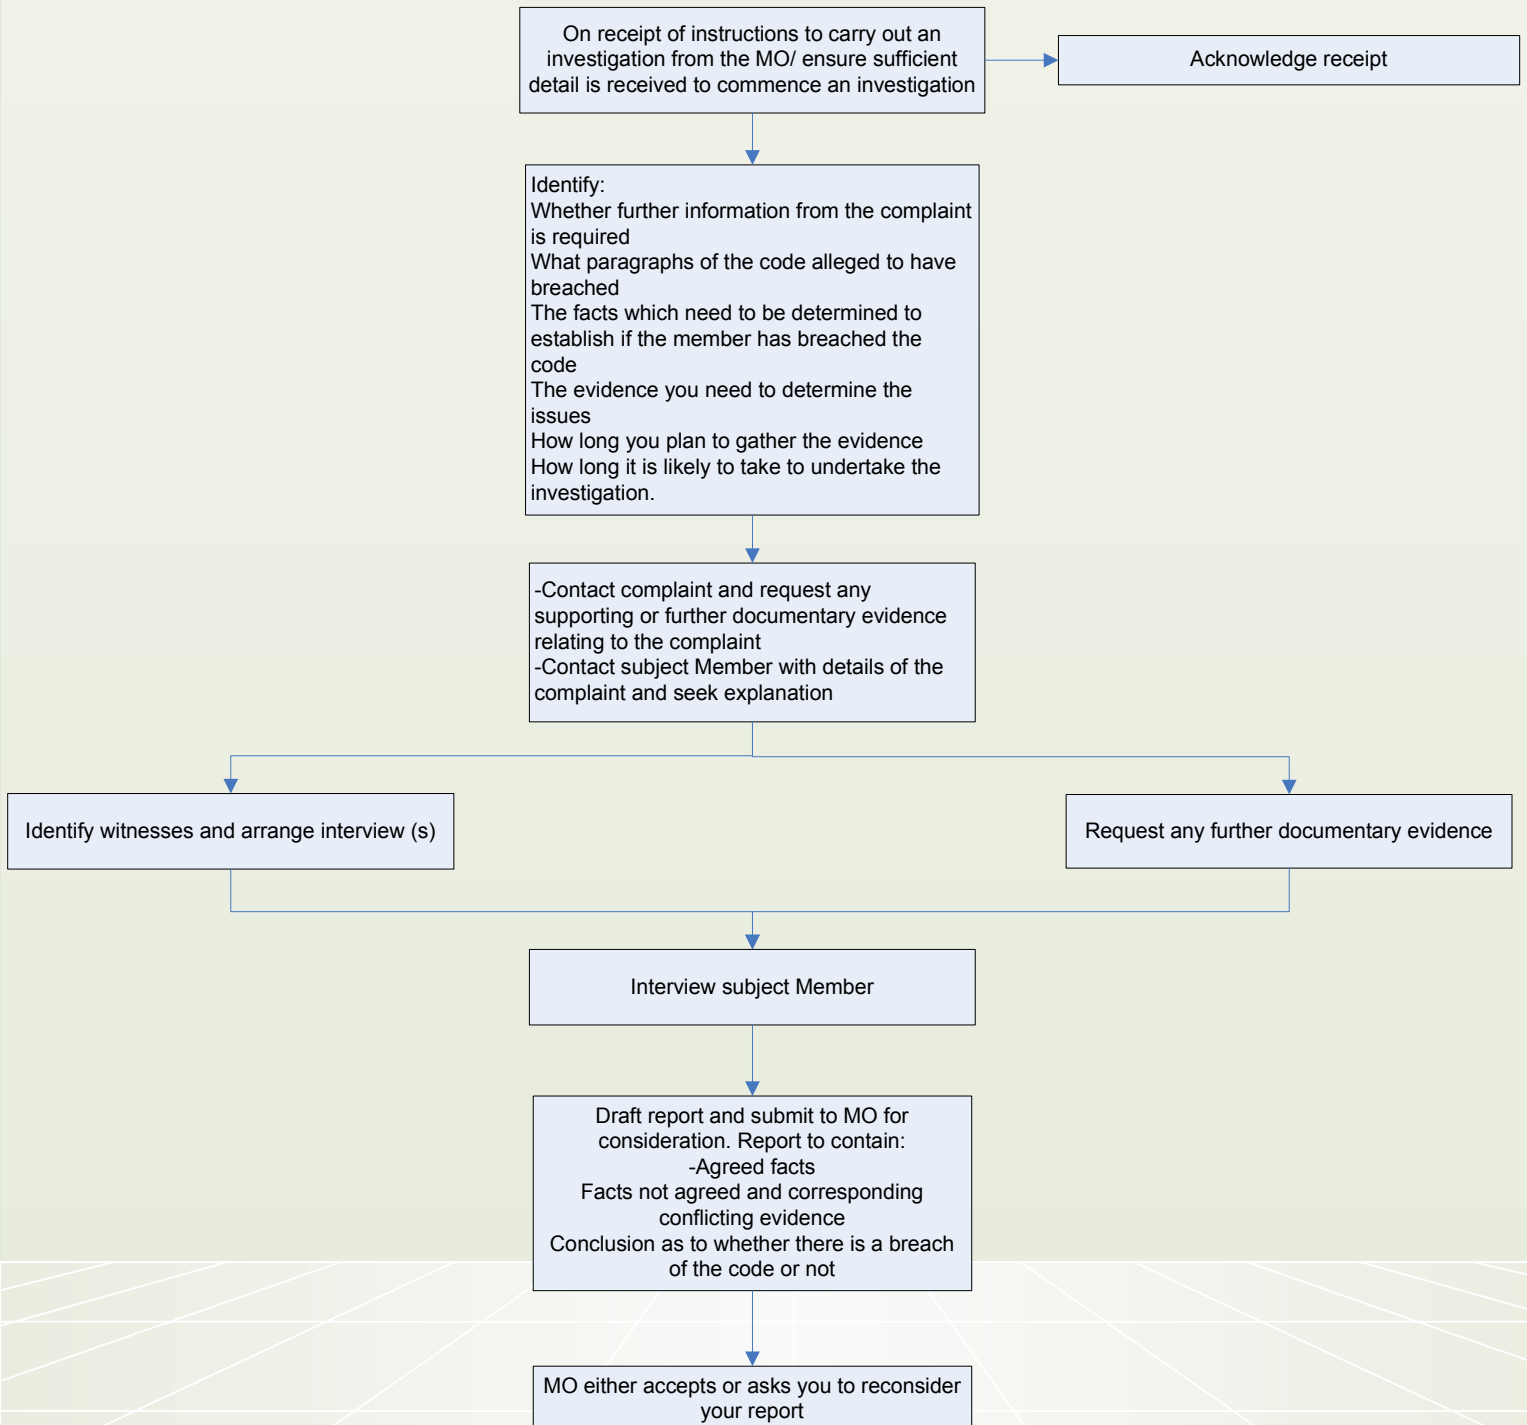 On receipt of instructions to carry out an
investigation from the MO/ ensure sufficient
detail is received to commence an investigation
Acknowledge receipt
Identify:
Whether further information from the complaint
is required
What paragraphs of the code alleged to have
breached
The facts which need to be determined to
establish if the member has breached the
code
The evidence you need to determine the
issues
How long you plan to gather the evidence
How long it is likely to take to undertake the
investigation.
-Contact complaint and request any
supporting or further documentary evidence
relating to the complaint
-Contact subject Member with details of the
complaint and seek explanation
Identify witnesses and arrange interview (s)
Request any further documentary evidence
Interview subject Member
Draft report and submit to MO for
consideration. Report to contain:
-Agreed facts
Facts not agreed and corresponding
conflicting evidence
Conclusion as to whether there is a breach
of the code or not
MO either accepts or asks you to reconsider
your report